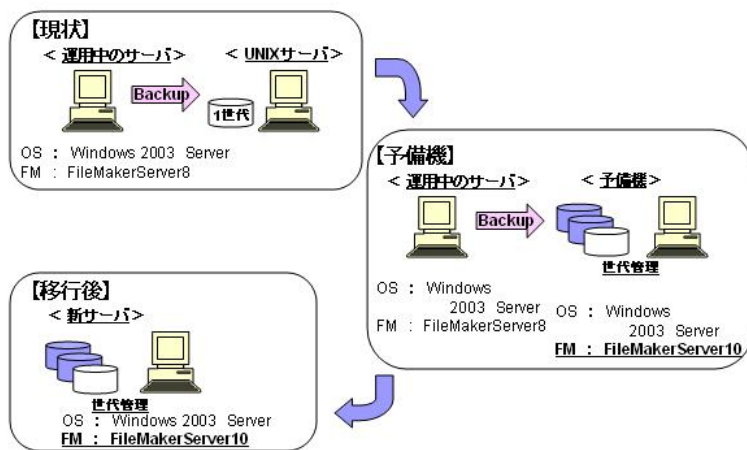 【現状】
< 運用中のサーバ>
< UNIXサーバ>
Backup
1世代
OS : Windows 2003 Server
FM : FileMakerServer8
【予備機】
< 運用中のサーバ>
< 予備機>
Backup
世代管理
OS : Windows
2003 Server
FM : FileMakerServer8
OS : Windows
2003 Server
FM : FileMakerServer10
【移行後】
< 新サーバ>
世代管理
OS : Windows 2003 Server
FM : FileMakerServer10